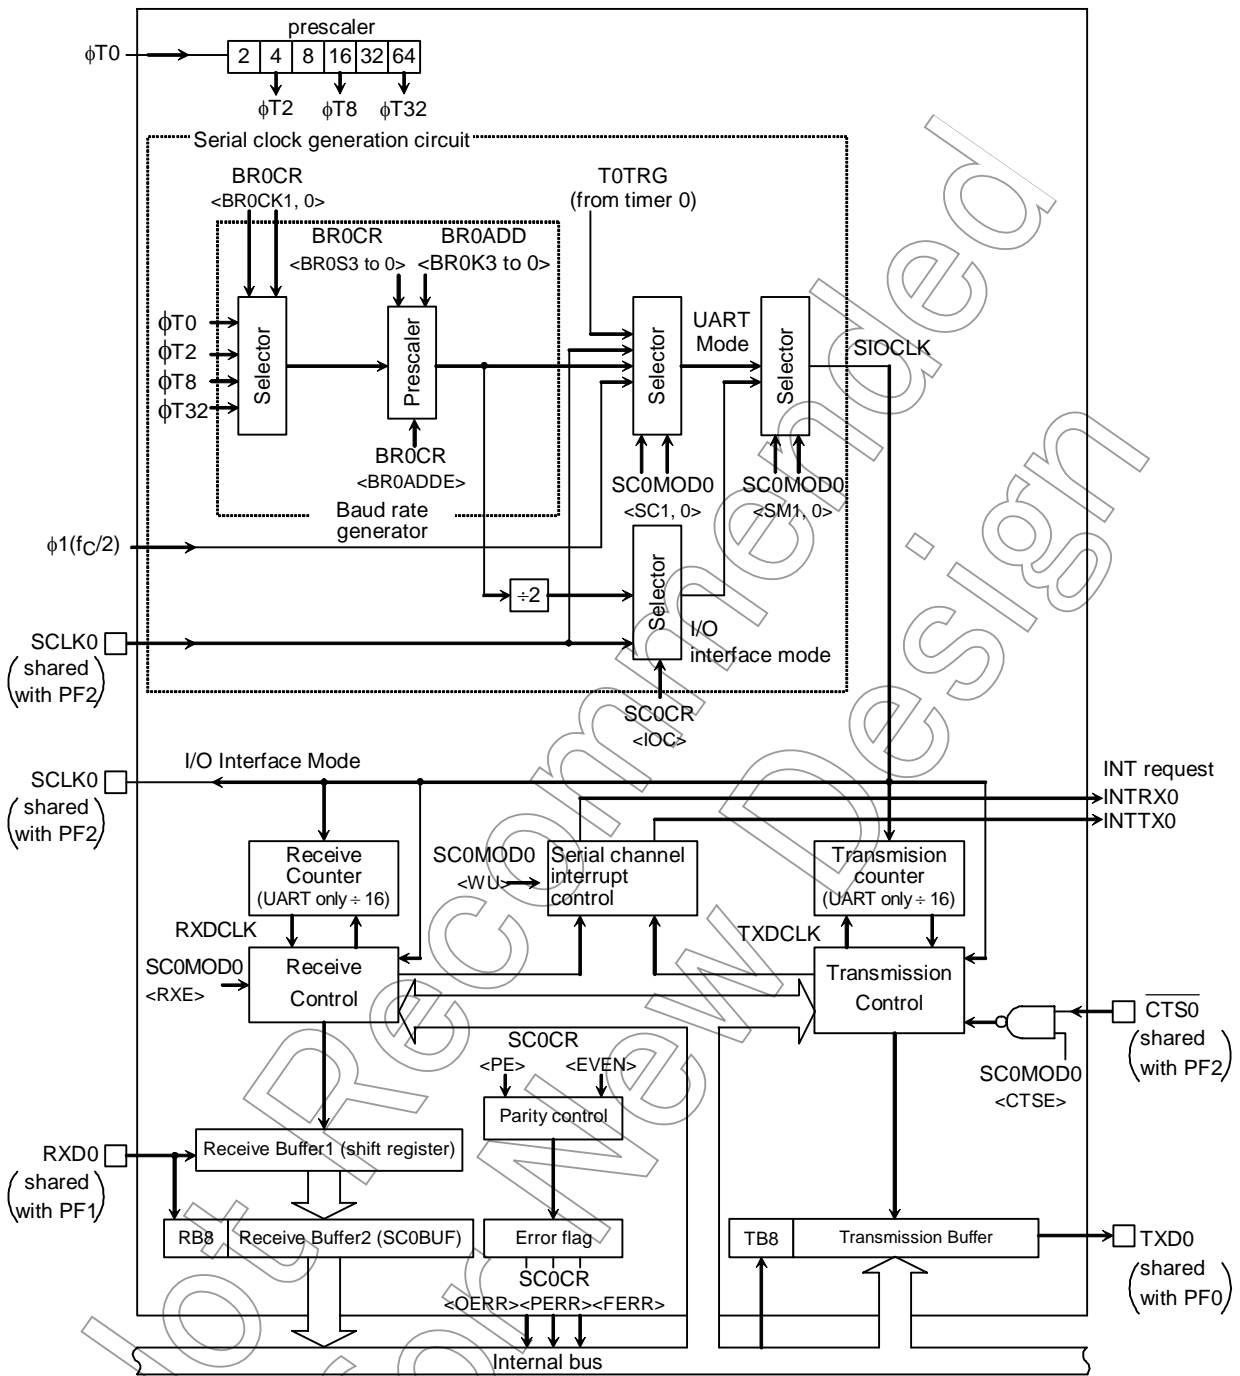 prescaler
ϕT0
2 4 8 16 32 64
ϕT2 ϕT8 ϕT32
Serial clock generation circuit
BR0CR
<BR0CK1, 0>
T0TRG
(from timer 0)
BR0CR
<BR0S3 to 0>
BR0ADD
<BR0K3 to 0>
ϕT0
ϕT2
ϕT8
ϕT32
Selector
Prescaler
Selector
UART
Mode
Selector
SIOCLK
BR0CR
<BR0ADDE>
SC0MOD0
<SC1, 0>
SC0MOD0
<SM1, 0>
Baud rate
generator
ϕ1(fC/2)
÷2
Selector
I/O
interface mode
SCLK0
(shared
with PF2)
SC0CR
<IOC>
SCLK0
(shared
with PF2)
I/O Interface Mode
INT request
INTRX0
INTTX0
Receive
Counter
(UART only ÷ 16)
SC0MOD0
<WU>
Serial channel
interrupt
control
Transmision
counter
(UART only ÷ 16)
RXDCLK
TXDCLK
SC0MOD0
<RXE>
Receive
Control
Transmission
Control
CTS0
(shared
with PF2)
SC0MOD0
<CTSE>
SC0CR
<PE> <EVEN>
Parity control
RXD0
(shared
with PF1)
Receive Buffer1 (shift register)
RB8 Receive Buffer2 (SC0BUF)
Error flag
SC0CR
<OERR><PERR><FERR>
TB8 Transmission Buffer
TXD0
(shared
with PF0)
Internal bus
Not Recommended
for New Design